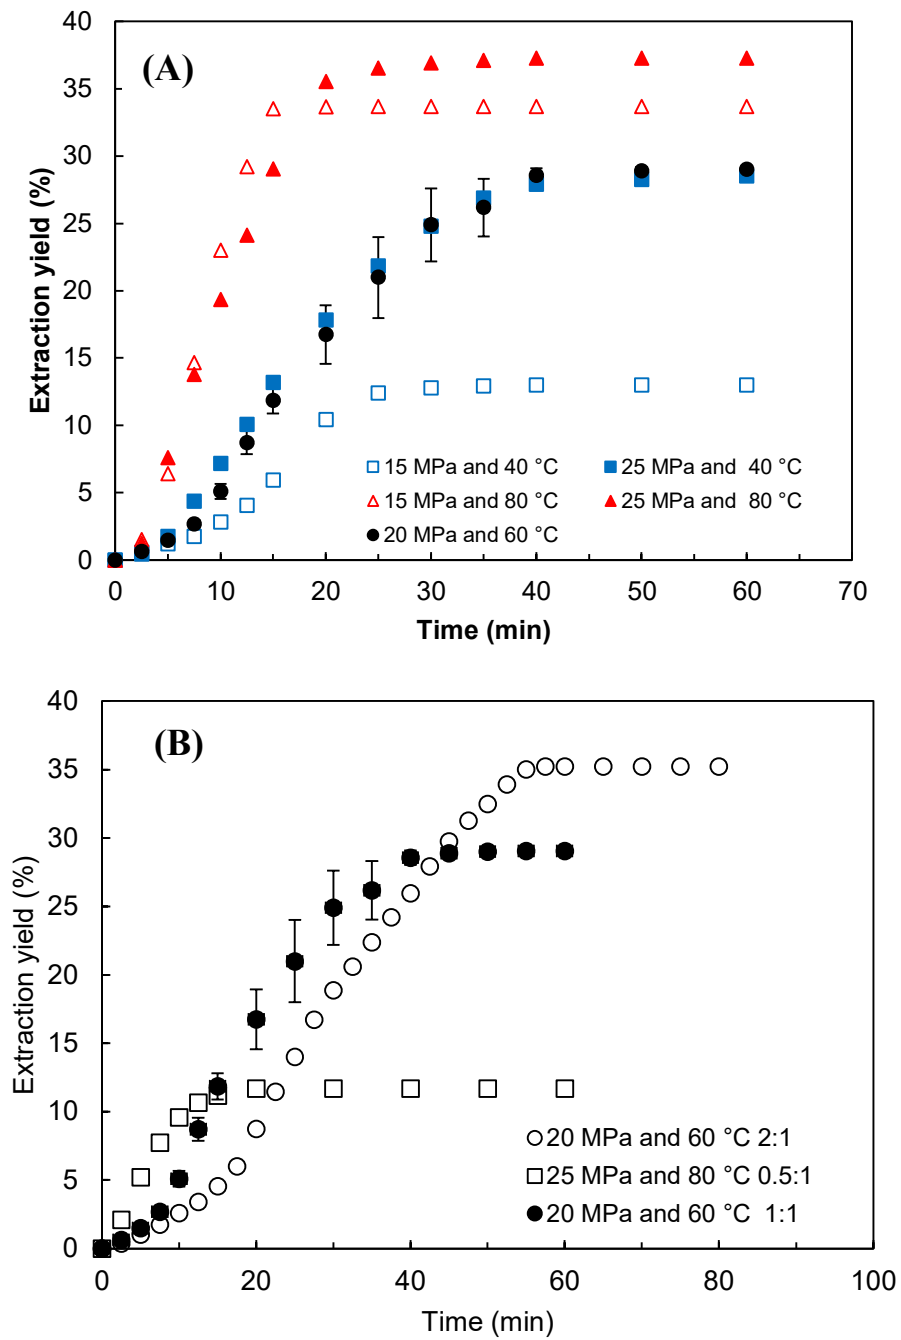 40
35
30
25
20
15
10
5
0
Extraction yield (%)
(A)
15 MPa and 40 °C
25 MPa and  40 °C
15 MPa and 80 °C
25 MPa and  80 °C
20 MPa and 60 °C
0 10 20 30 40 50 60 70
Time (min)
40
35
30
25
20
15
10
5
0
Extraction yield (%)
(B)
20 MPa and 60 °C 2:1
25 MPa and 80 °C 0.5:1
20 MPa and 60 °C  1:1
0 20 40 60 80 100
Time (min)